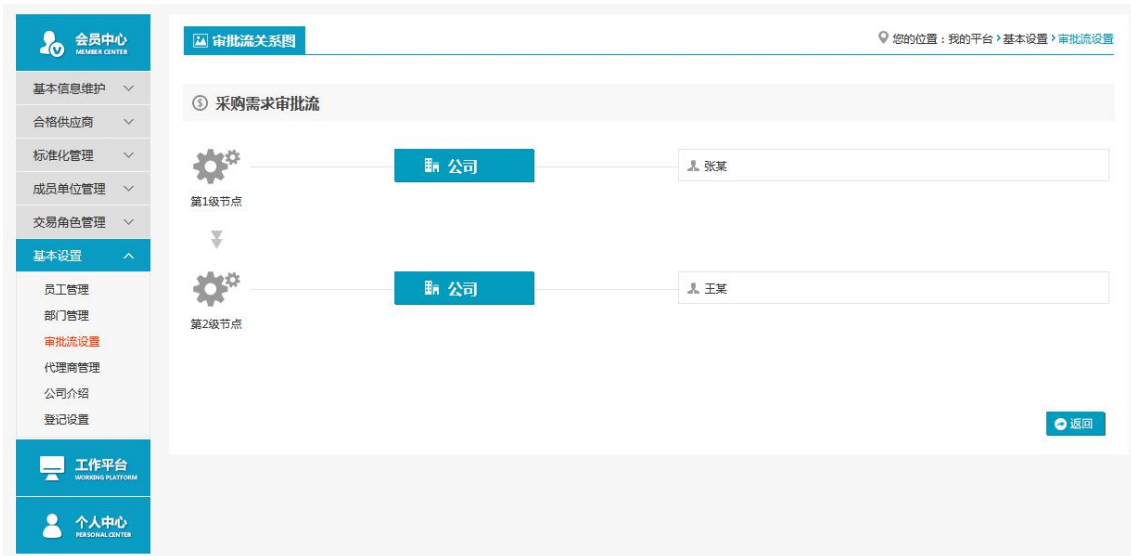 会员中心
MEMBER CENTER
基本信息维护
合格供应商
标准化管理
成员单位管理
交易角色管理
基本设置
员工管理
部门管理
审批流设置
代理商管理
公司介绍
登记设置
工作平台
WORKING PLATFORM
个人中心
PERSONAL CENTER
审批流关系图
您的位置：我的平台>基本设置>审批流设置
采购需求审批流
第1级节点
公司
张某
第2级节点
公司
王某
返回